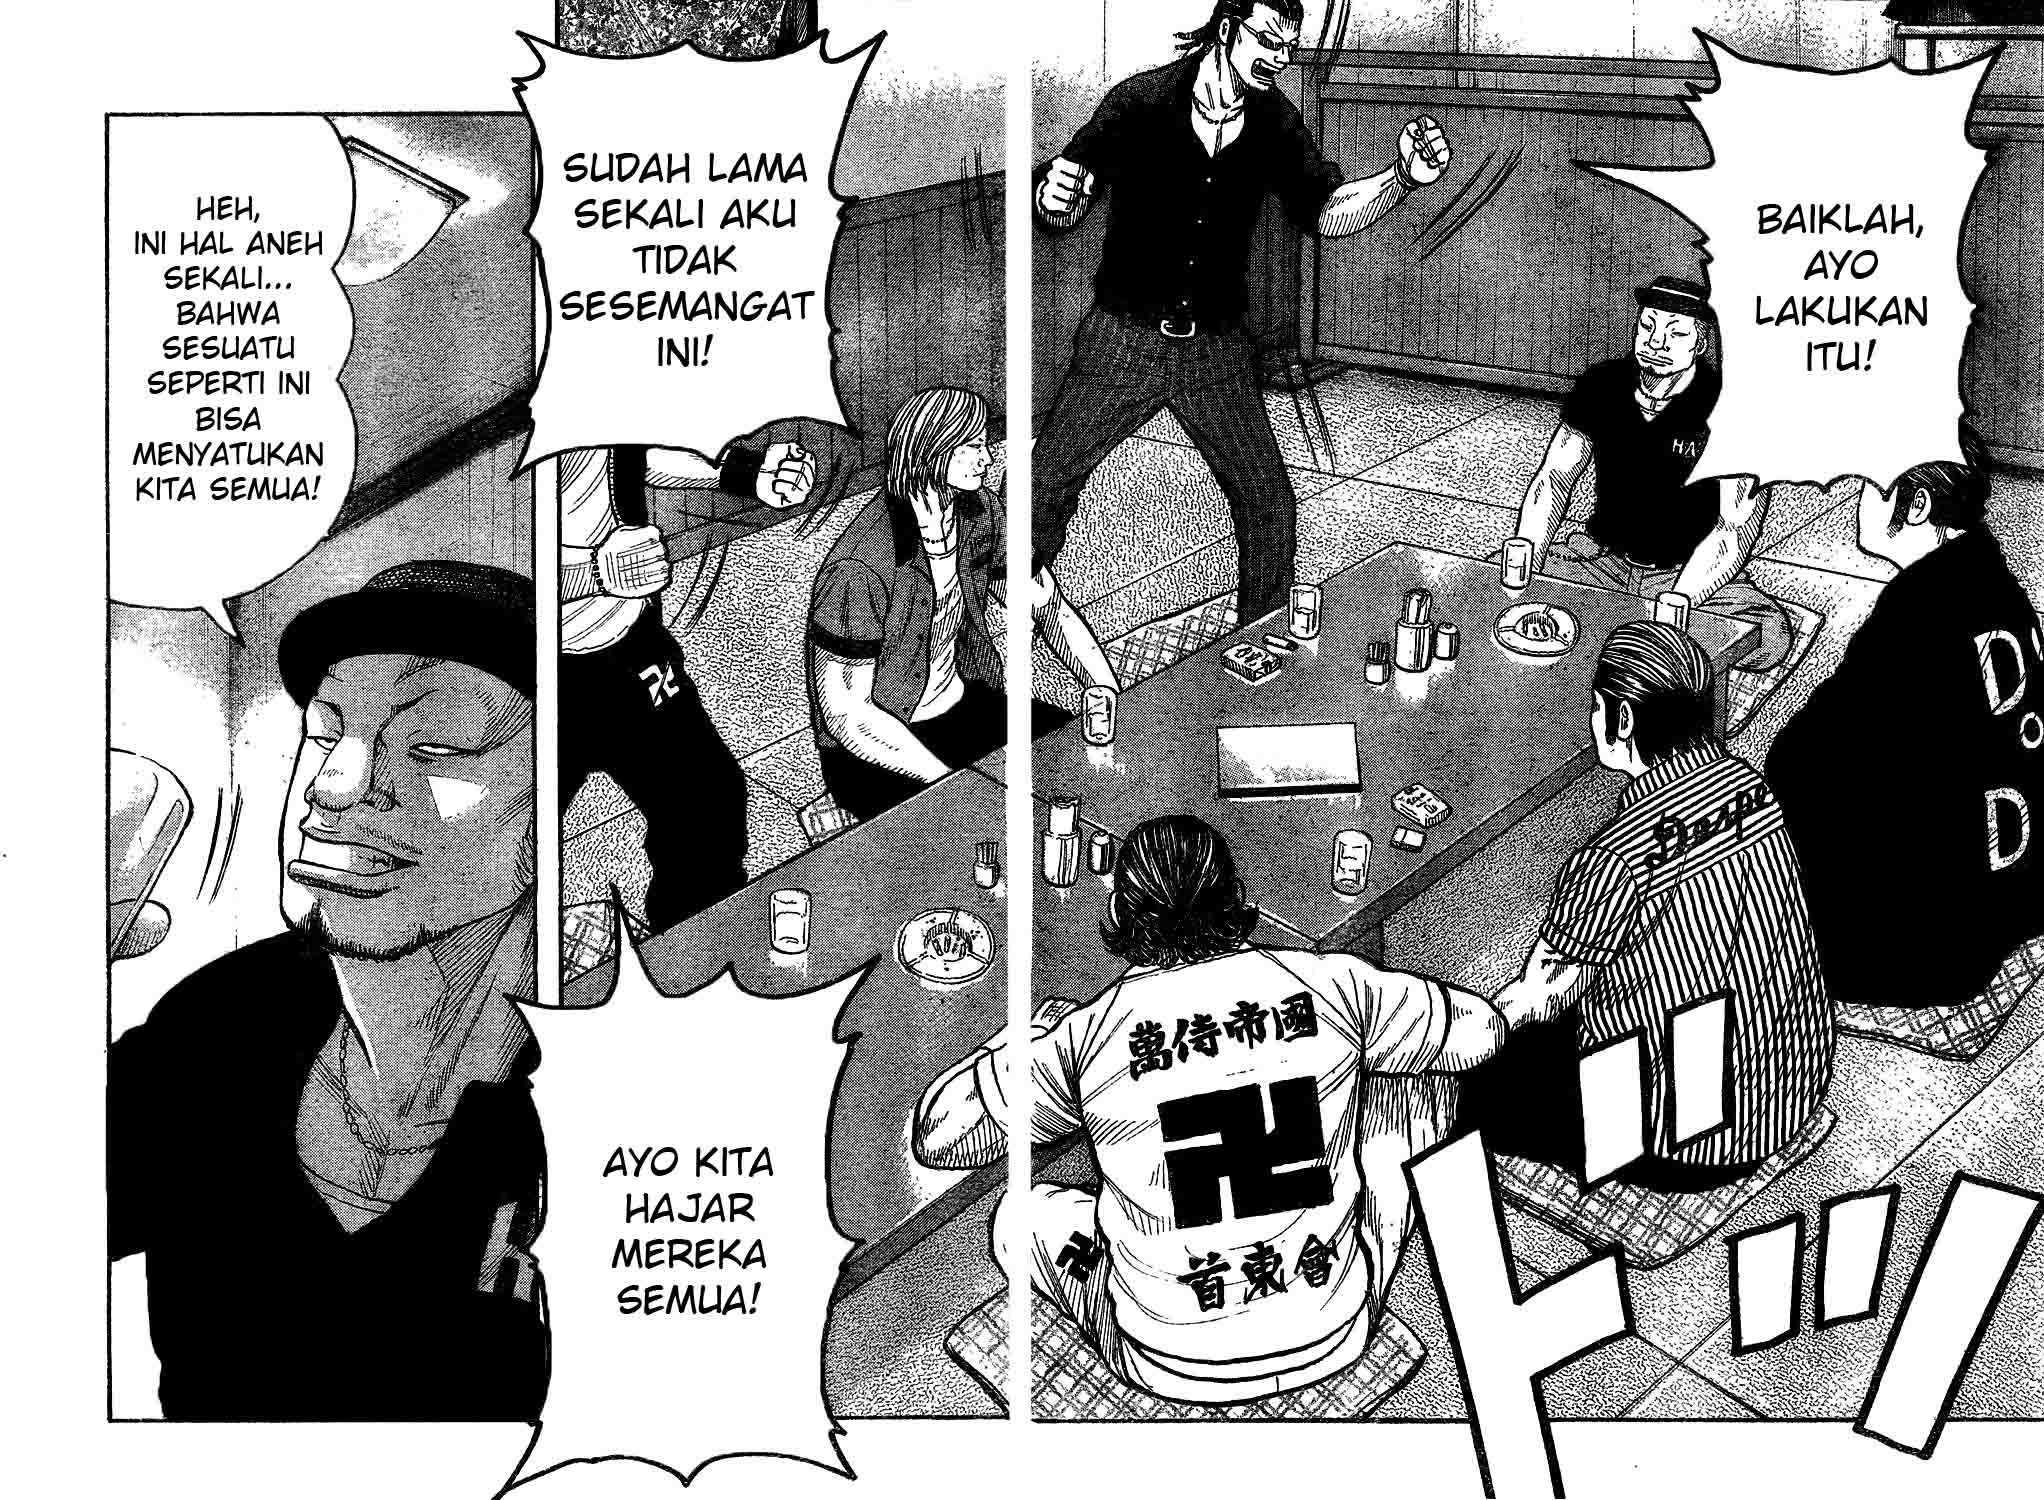 BAIKLAH,
AYO
LAKUKAN
ITU!
SUDAH LAMA
SEKALI AKU
TIDAK
SESEMANGAT
INI!
AYO KITA
HAJAR
MEREKA
SEMUA!
HEH,
INI HAL ANEH
SEKALI...
BAHWA
SESUATU
SEPERTI INI
BISA
MENYATUKAN
KITA SEMUA!
萬侍帝國
卍
首東會
D.
D
ドッ